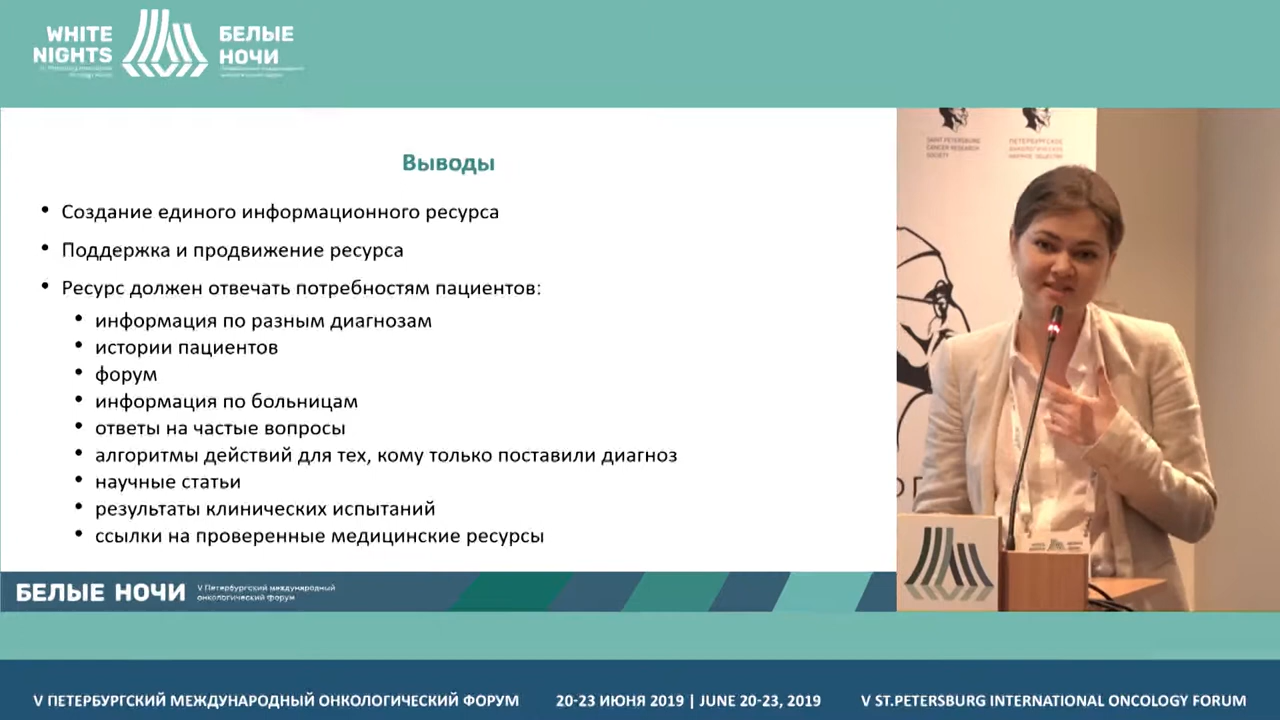 WHITE
NIGHTS
БЕЛЫЕ
НОЧИ
Выводы
• Создание единого информационного ресурса
• Поддержка и продвижение ресурса
• Ресурс должен отвечать потребностям пациентов:
• информация по разным диагнозам
• истории пациентов
• форум
• информация по больницам
• ответы на частые вопросы
• алгоритмы действий для тех, кому только поставили диагноз
• научные статьи
• результаты клинических испытаний
• ссылки на проверенные медицинские ресурсы
SAINT PETERSBURG
CANCER RESEARCH
SOCIETY
ПЕТЕРБУРГСКОЕ
ОНКОЛОГИЧЕСКОЕ
НАУЧНОЕ ОБЩЕСТВО
БЕЛЫЕ НОЧИ
V Петербургский международный
онкологический форум
V ПЕТЕРБУРГСКИЙ МЕЖДУНАРОДНЫЙ ОНКОЛОГИЧЕСКИЙ ФОРУМ
20-23 ИЮНЯ 2019 | JUNE 20-23, 2019
V ST.PETERSBURG INTERNATIONAL ONCOLOGY FORUM